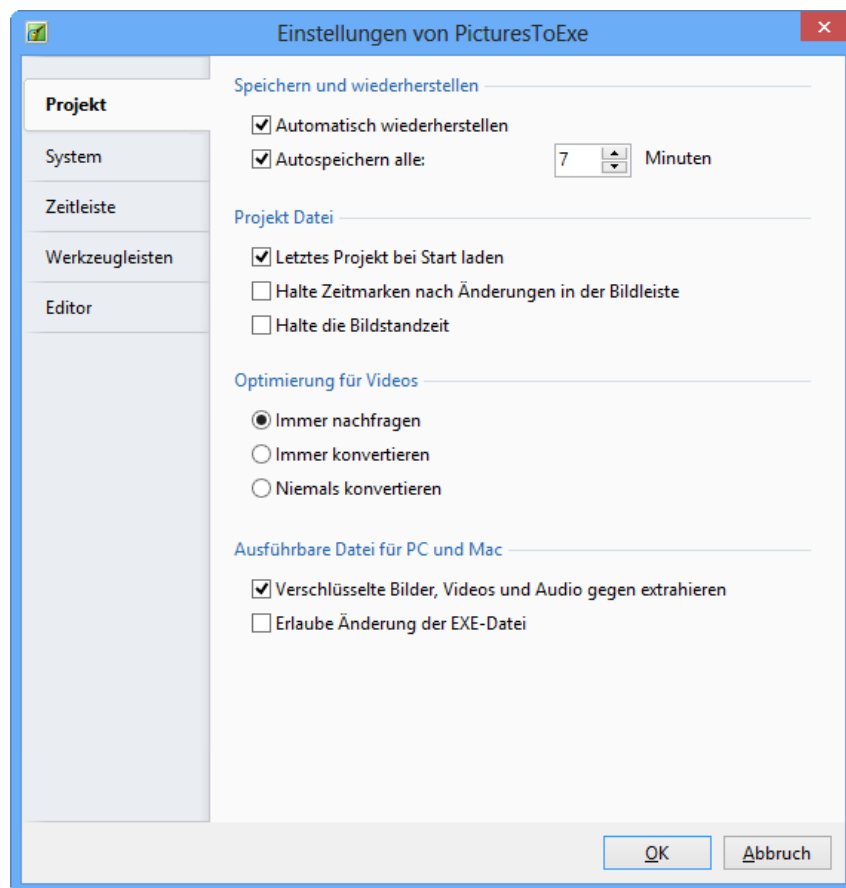 Einstellungen von PicturesToExe
Projekt
System
Zeitleiste
Werkzeugleisten
Editor
Speichern und wiederherstellen
Automatisch wiederherstellen
Autospeichern alle: 7 Minuten
Projekt Datei
Letztes Projekt bei Start laden
Halte Zeitmarken nach Änderungen in der Bildleiste
Halte die Bildstandzeit
Optimierung für Videos
Immer nachfragen
Immer konvertieren
Niemals konvertieren
Ausführbare Datei für PC und Mac
Verschlüsselte Bilder, Videos und Audio gegen extrahieren
Erlaube Änderung der EXE-Datei
OK Abbruch